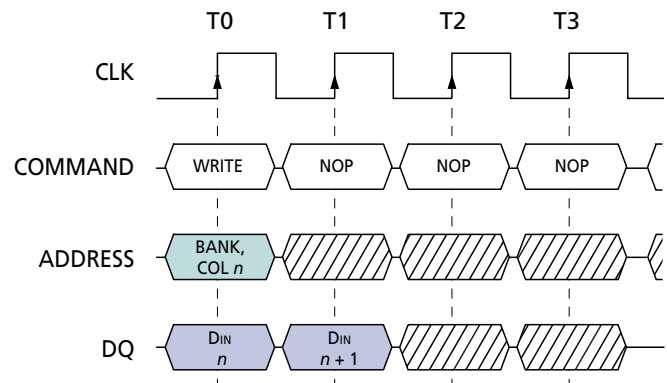 T0 T1 T2 T3
CLK
COMMAND WRITE NOP NOP NOP
ADDRESS BANK,
COL n
DQ DIN DIN
n n + 1